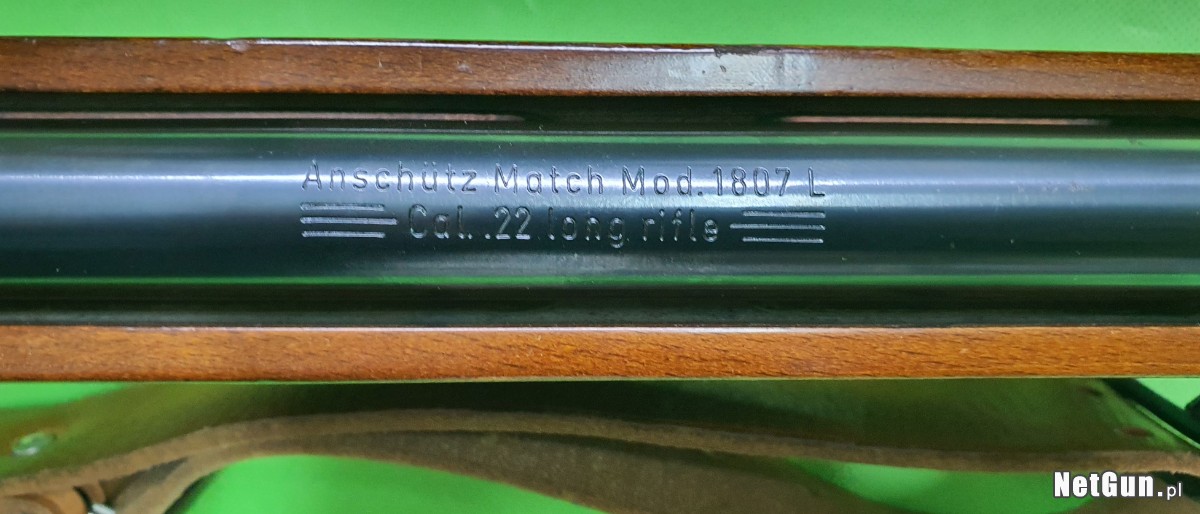 Anschütz Match Mod. 1807 L
Cal. .22 long rifle
NetGun.pl